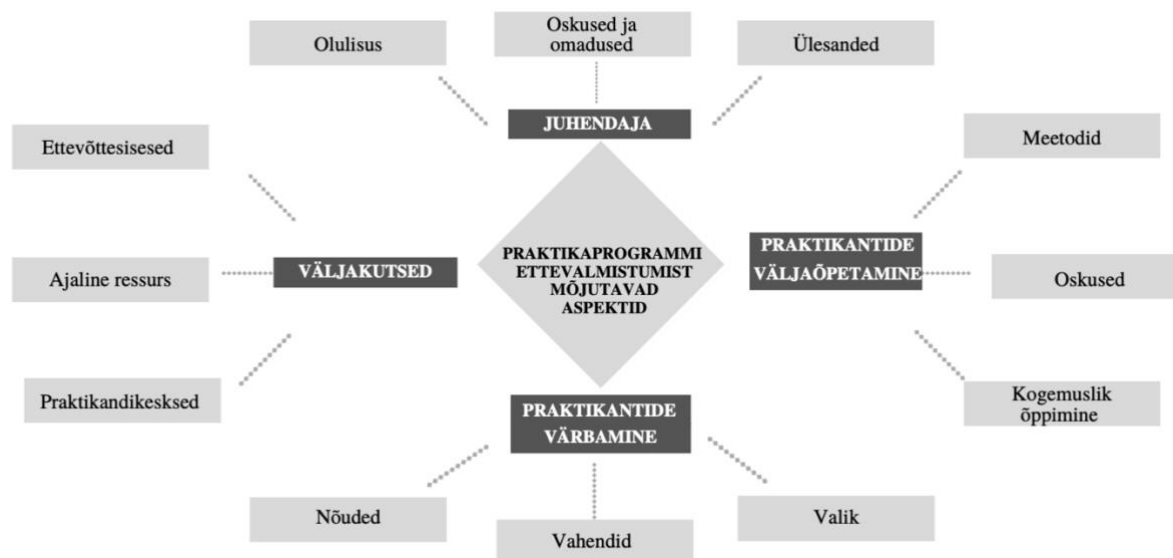 Olulisus
Oskused ja
omadused
Ülesanded
JUHENDAJA
Ettevõttesisesed
Meetodid
PRAKTIKAPROGRAMMI
ETTEVALMISTUMIST
MÕJUTAVAD
ASPEKTID
VÄLJAKUTSED
PRAKTIKANTIDE
VÄLJAÕPETAMINE
Ajaline ressurs
Oskused
Praktikandikesksed
Kogemuslik
õppimine
PRAKTIKANTIDE
VÄRBAMINE
Nõuded
Vahendid
Valik